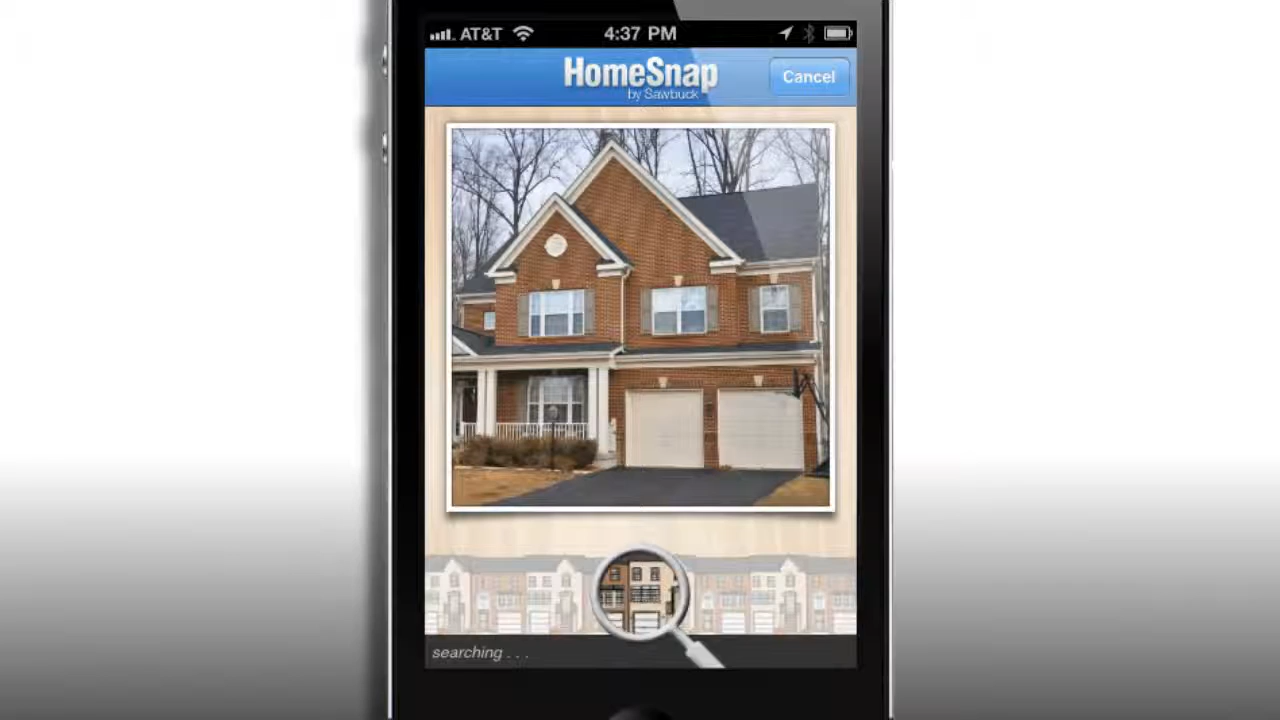 AT&T 4:37 PM
HomeSnap Cancel
by Sawbuck
searching . . .